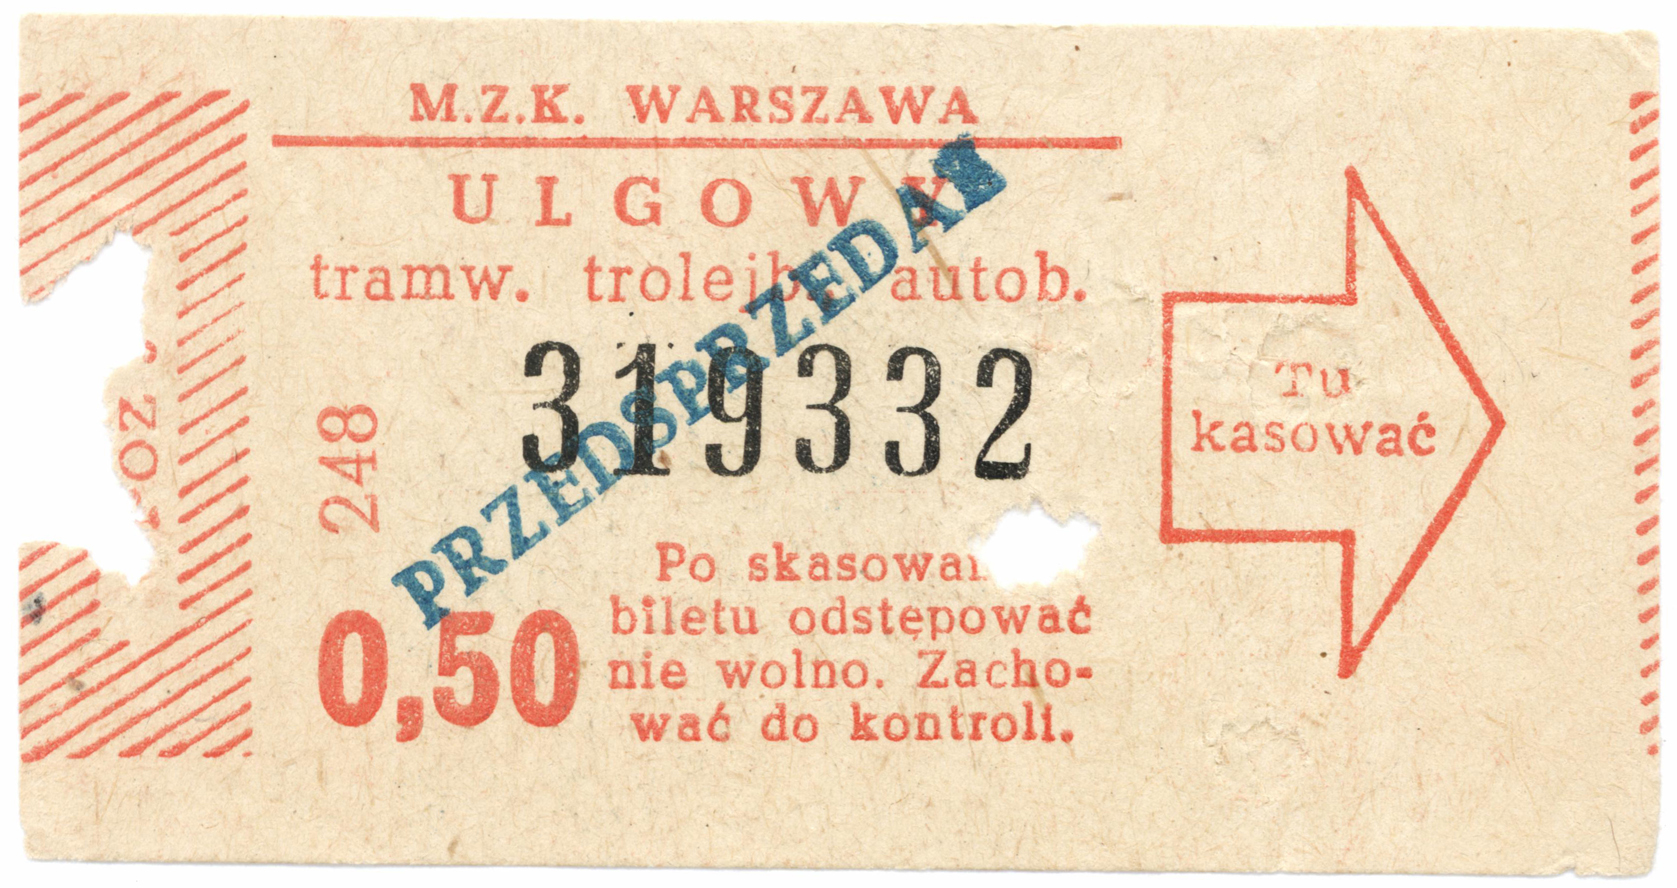 M.Z.K. WARSZAWA
ULGOWY
tramw. trolejb. autob.
PRZEDSPRZEDAŻ
319332
248
0,50
Po
biletu odstępować
nie wolno. Zacho-
wać do kontroli.
Tu
kasować